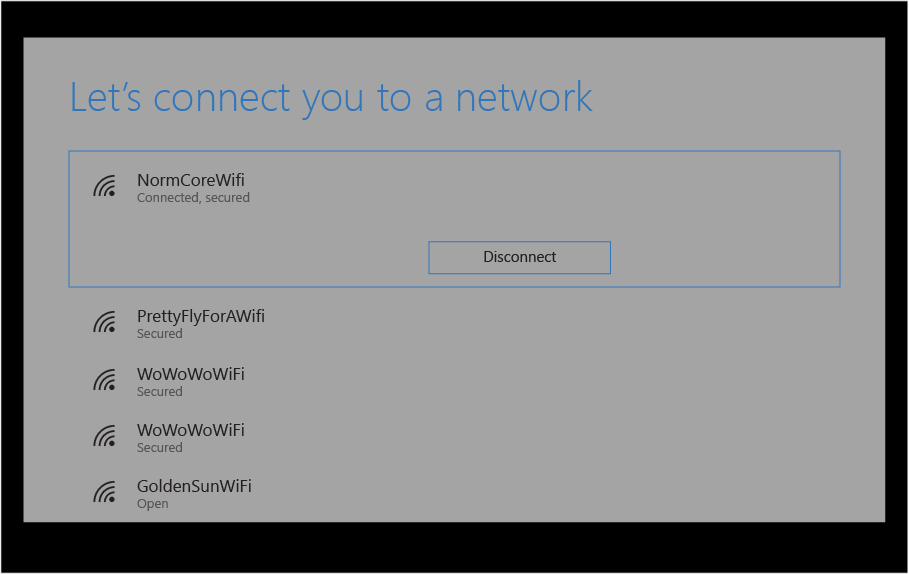 Let's connect you to a network
NormCoreWifi
Connected, secured
Disconnect
PrettyFlyForAWifi
Secured
WoWoWoWiFi
Secured
WoWoWoWiFi
Secured
GoldenSunWiFi
Open